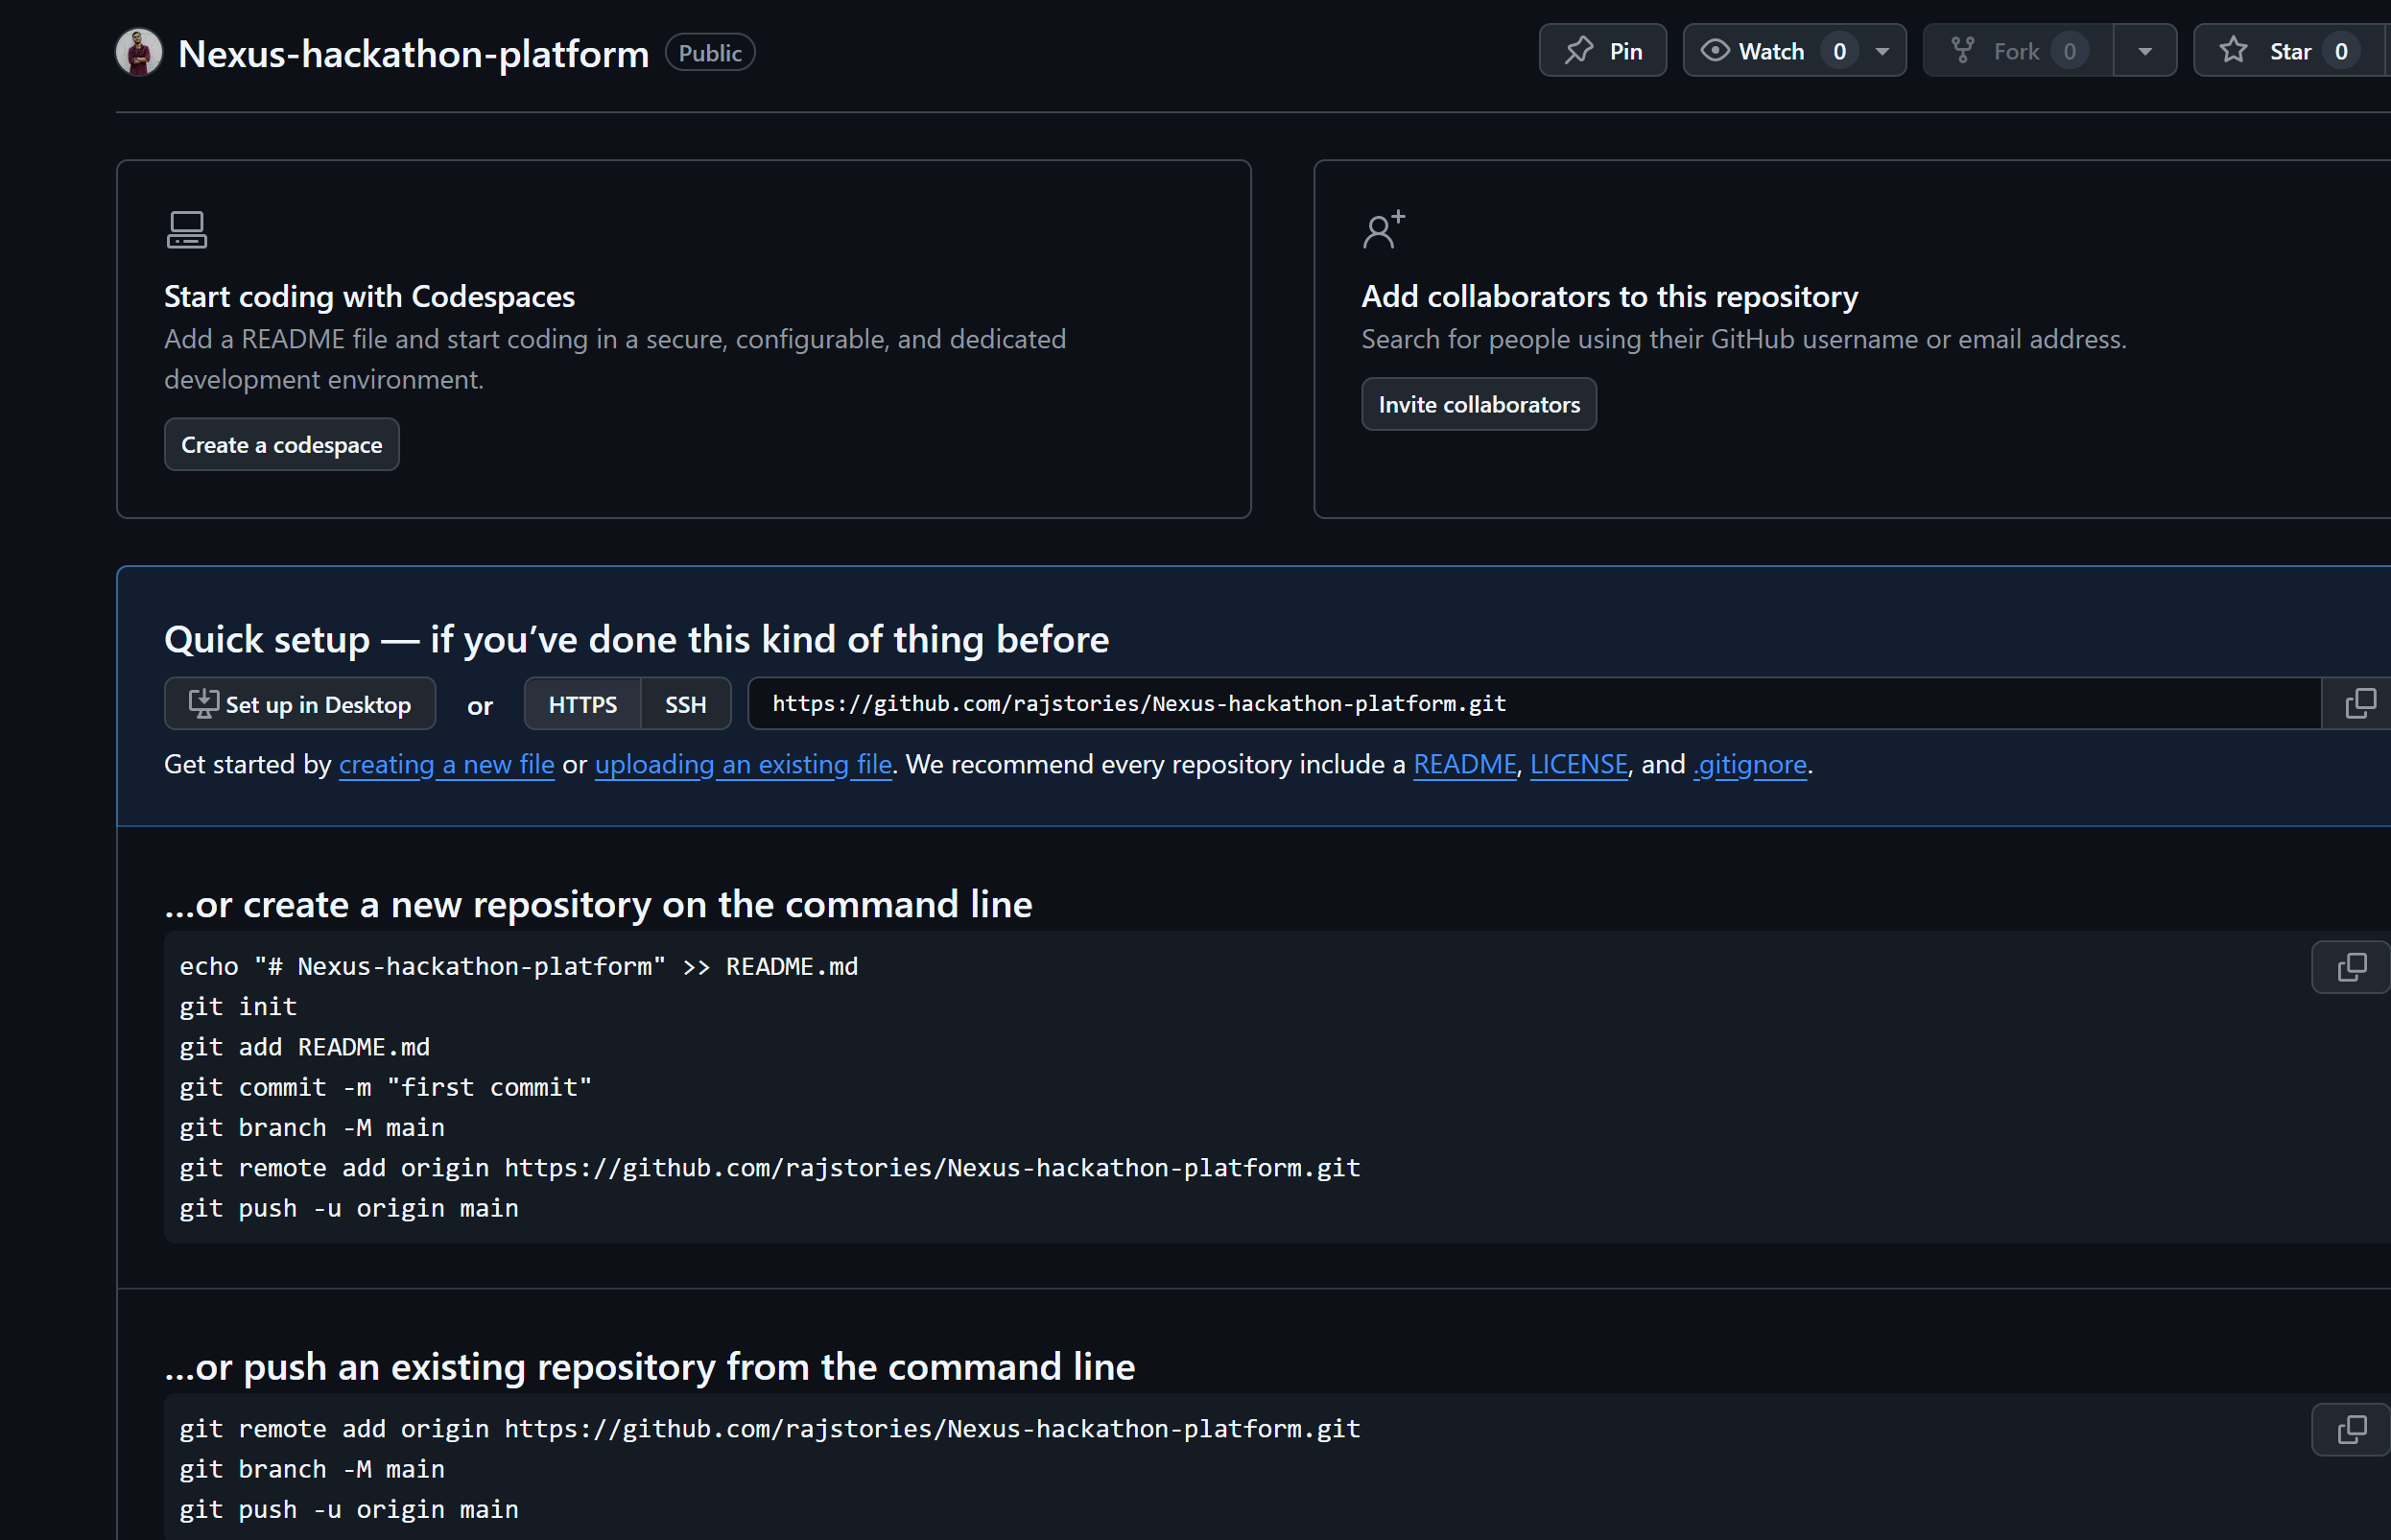 Nexus-hackathon-platform Public Pin Watch 0 Fork 0 Star 0
Start coding with Codespaces
Add a README file and start coding in a secure, configurable, and dedicated
development environment.
Create a codespace
Add collaborators to this repository
Search for people using their GitHub username or email address.
Invite collaborators
Quick setup — if you’ve done this kind of thing before
Set up in Desktop or HTTPS SSH https://github.com/rajstories/Nexus-hackathon-platform.git
Get started by creating a new file or uploading an existing file. We recommend every repository include a README, LICENSE, and .gitignore.
…or create a new repository on the command line
echo "# Nexus-hackathon-platform" >> README.md
git init
git add README.md
git commit -m "first commit"
git branch -M main
git remote add origin https://github.com/rajstories/Nexus-hackathon-platform.git
git push -u origin main
…or push an existing repository from the command line
git remote add origin https://github.com/rajstories/Nexus-hackathon-platform.git
git branch -M main
git push -u origin main